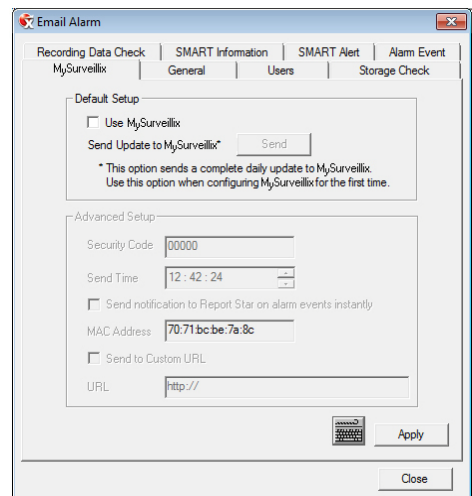 Email Alarm
Recording Data Check SMART Information SMART Alert Alarm Event
MySurveillix General Users Storage Check
Default Setup
Use MySurveillix
Send Update to MySurveillix* Send
* This option sends a complete daily update to MySurveillix.
Use this option when configuring MySurveillix for the first time.
Advanced Setup
Security Code 00000
Send Time 12 : 42 : 24
Send notification to Report Star on alarm events instantly
MAC Address 70:71:bc:be:7a:8c
Send to Custom URL
URL http://
Apply
Close